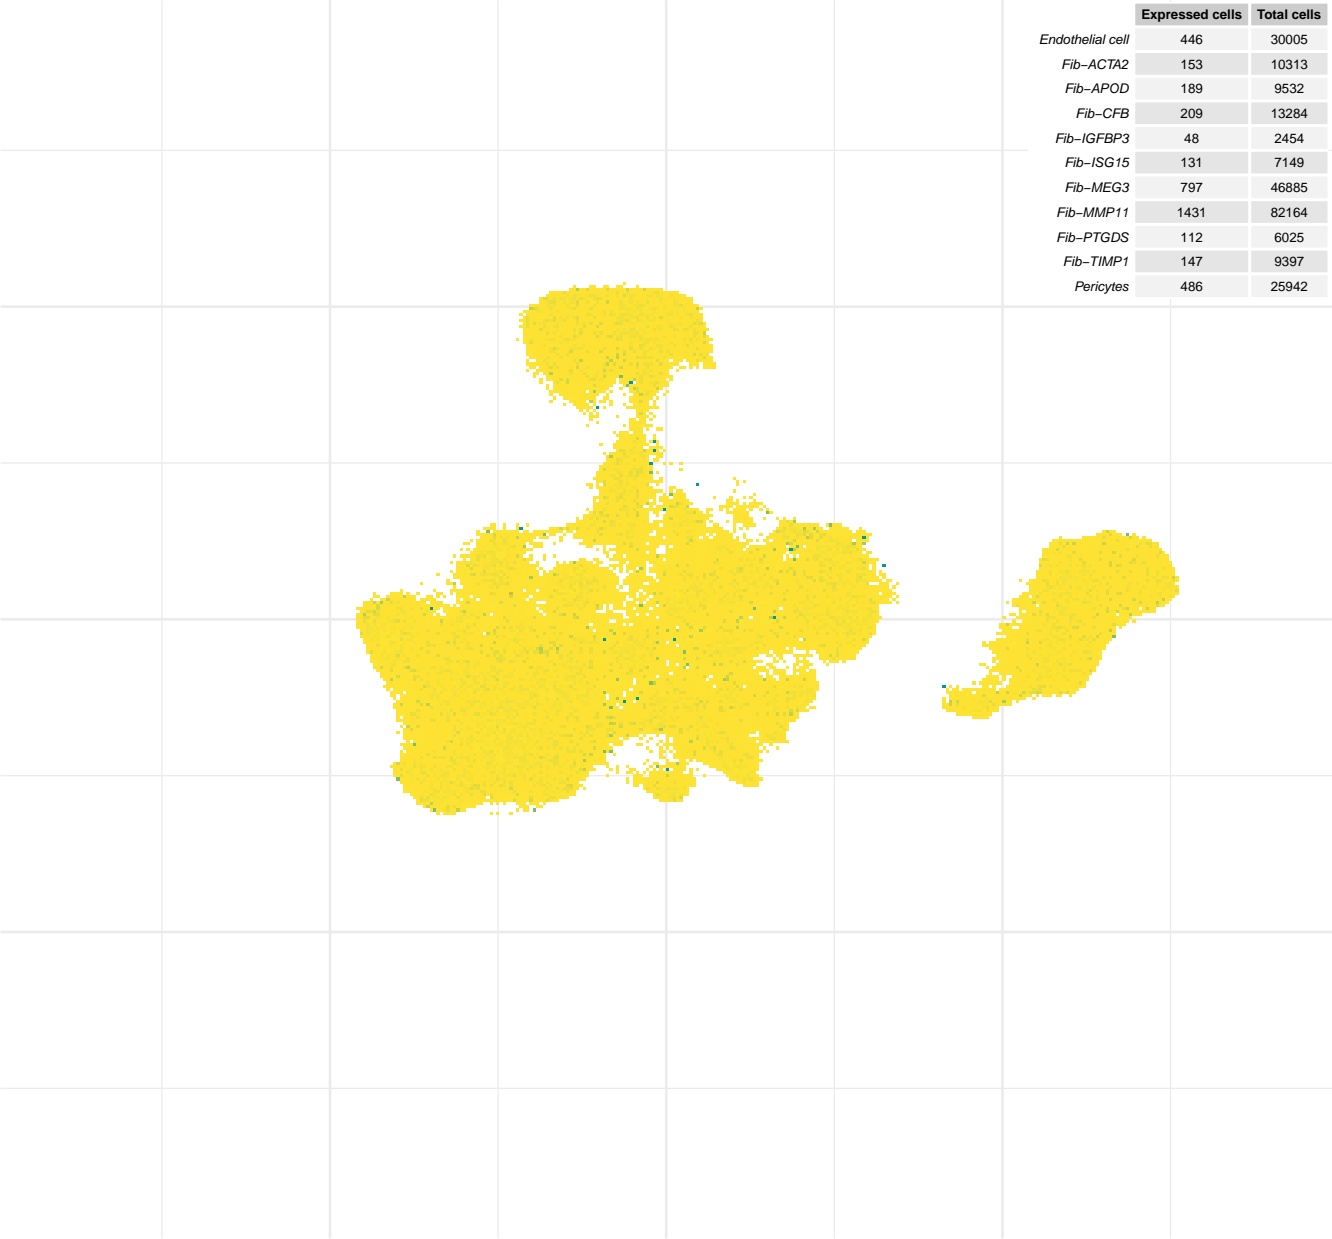 Expressed cells Total cells
Endothelial cell 446 30005
Fib−ACTA2 153 10313
Fib−APOD 189 9532
Fib−CFB 209 13284
Fib−IGFBP3 48 2454
Fib−ISG15 131 7149
Fib−MEG3 797 46885
Fib−MMP11 1431 82164
Fib−PTGDS 112 6025
Fib−TIMP1 147 9397
Pericytes 486 25942